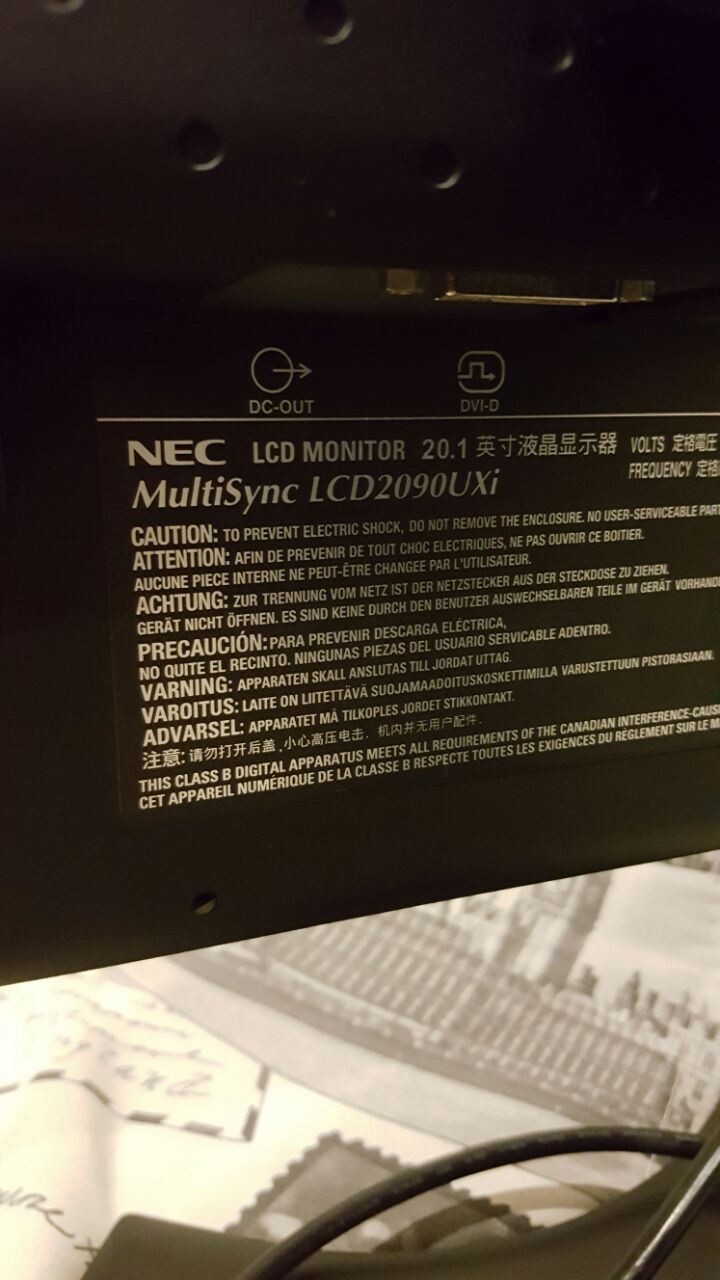 DC-OUT
DVI-D
NEC LCD MONITOR 20.1 英寸液晶显示器 VOLTS 定格電圧
MultiSync LCD2090UXi FREQUENCY 定格
CAUTION: TO PREVENT ELECTRIC SHOCK, DO NOT REMOVE THE ENCLOSURE. NO USER-SERVICEABLE PART
ATTENTION: AFIN DE PREVENIR DE TOUT CHOC ELECTRIQUES, NE PAS OUVRIR CE BOITIER.
AUCUNE PIECE INTERNE NE PEUT-ÊTRE CHANGEE PAR L'UTILISATEUR.
ACHTUNG: ZUR TRENNUNG VOM NETZ IST DER NETZSTECKER AUS DER STECKDOSE ZU ZIEHEN.
GERÄT NICHT ÖFFNEN. ES SIND KEINE DURCH DEN BENUTZER AUSWECHSELBAREN TEILE IM GERÄT VORHAND
PRECAUCIÓN: PARA PREVENIR DESCARGA ELÉCTRICA,
NO QUITE EL RECINTO. NINGUNAS PIEZAS DEL USUARIO SERVICABLE ADENTRO.
VARNING: APPARATEN SKALL ANSLUTAS TILL JORDAT UTTAG.
VAROITUS: LAITE ON LIITETTÄVÄ SUOJAMAADOITUSKOSKETTIMILLA VARUSTETTUUN PISTORASIAAN.
ADVARSEL: APPARATET MÅ TILKOPLES JORDET STIKKONTAKT.
注意: 请勿打开后盖,小心高压电击. 机内并无用户配件.
THIS CLASS B DIGITAL APPARATUS MEETS ALL REQUIREMENTS OF THE CANADIAN INTERFERENCE-CAUS
CET APPAREIL NUMÉRIQUE DE LA CLASSE B RESPECTE TOUTES LES EXIGENCES DU RÈGLEMENT SUR LE M